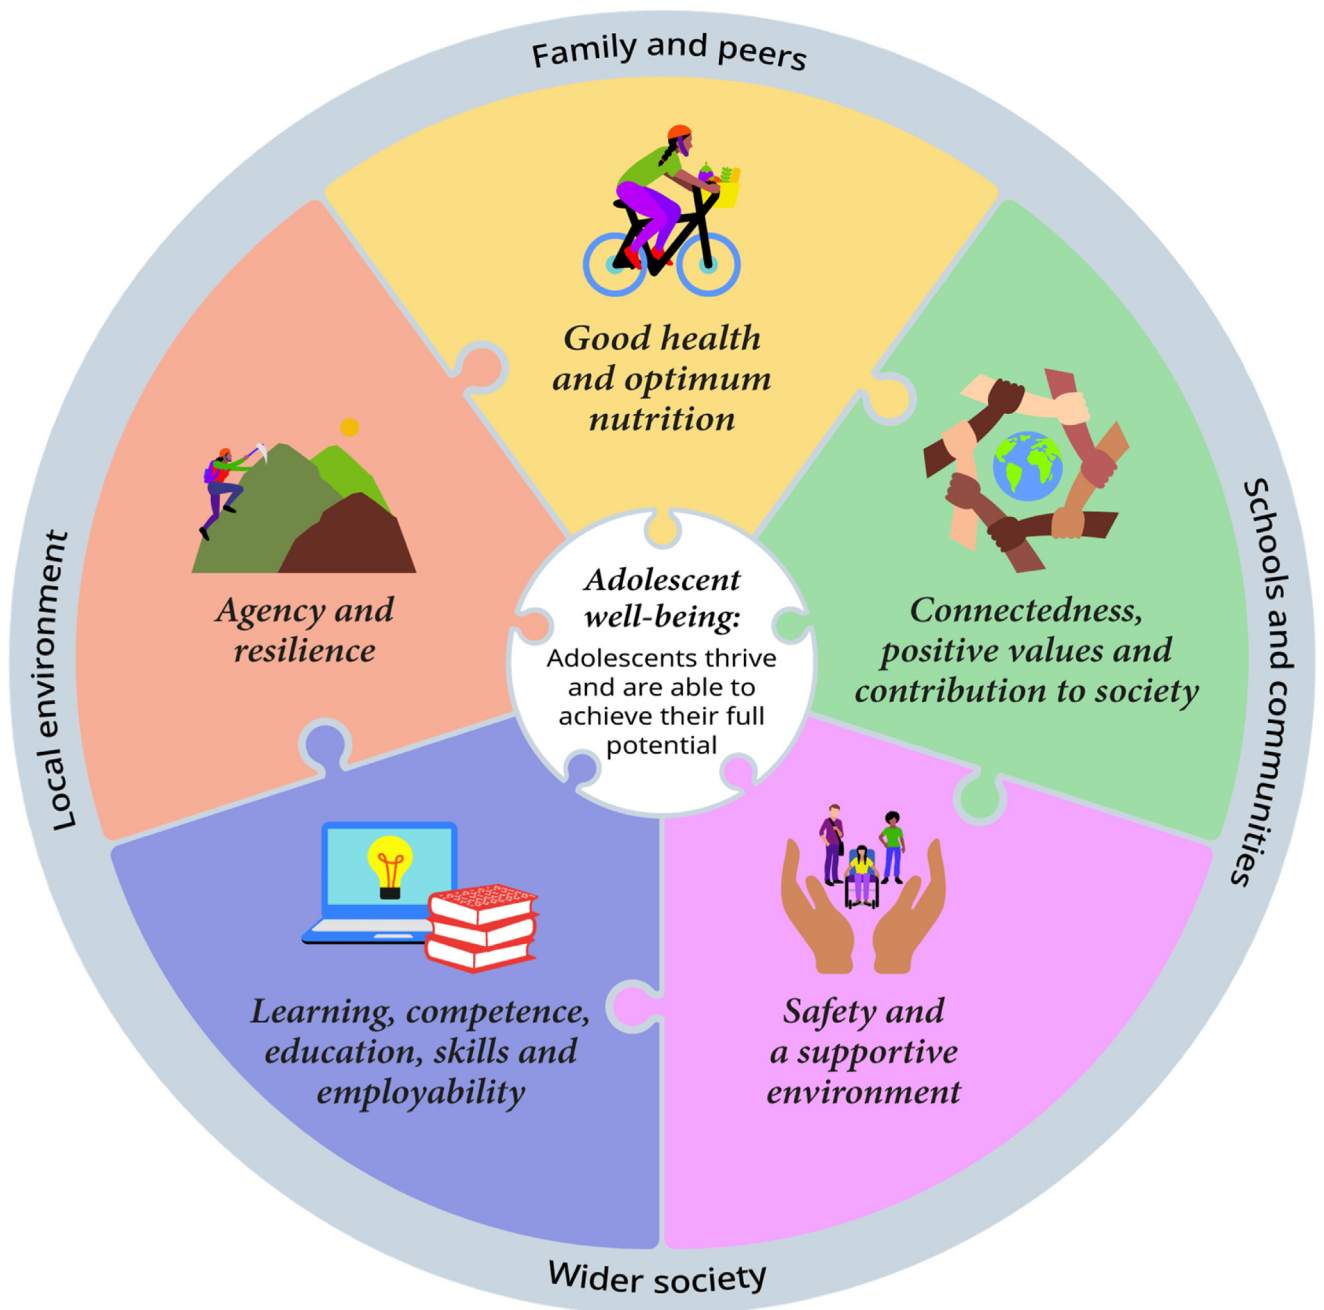 Family and peers
Good health
and optimum
nutrition
Agency and
resilience
Connectedness,
positive values and
contribution to society
Local environment
Schools and communities
Adolescent
well-being:
Adolescents thrive
and are able to
achieve their full
potential
Learning, competence,
education, skills and
employability
Safety and
a supportive
environment
Wider society